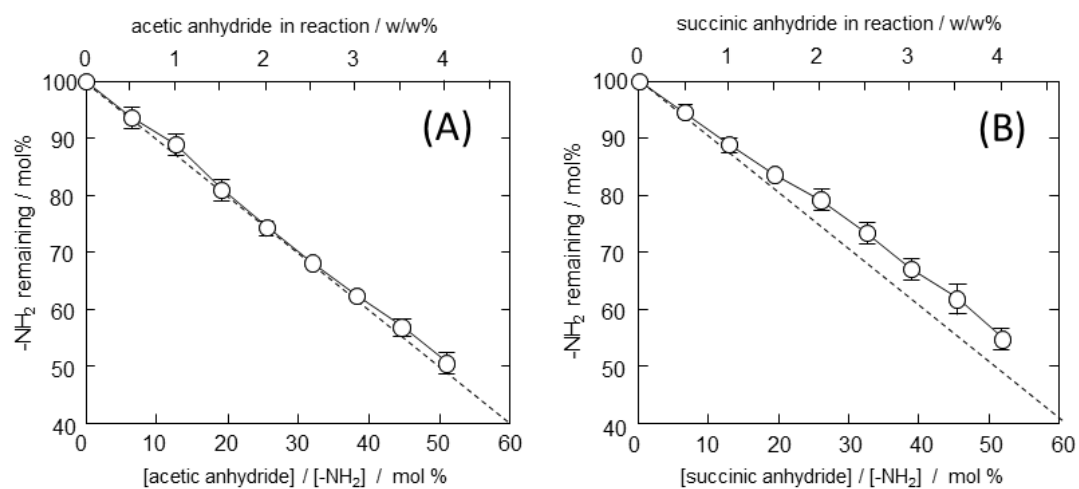 acetic anhydride in reaction / w/w%
0 1 2 3 4
100
90
80
70
60
50
40
-NH2 remaining / mol%
(A)
0 10 20 30 40 50 60
[acetic anhydride] / [-NH2] / mol %
succinic anhydride in reaction / w/w%
0 1 2 3 4
100
90
80
70
60
50
40
-NH2 remaining / mol%
(B)
0 10 20 30 40 50 60
[succinic anhydride] / [-NH2] / mol %